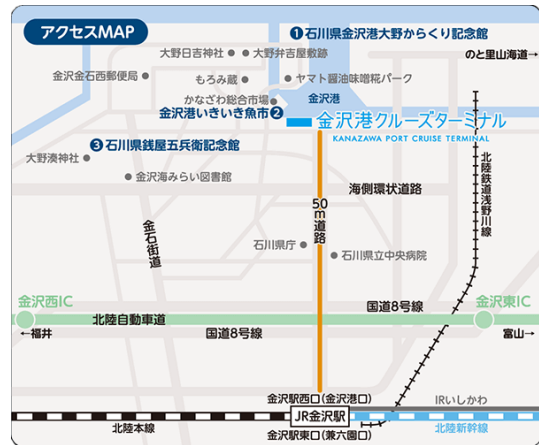 アクセスMAP
❶石川県金沢港大野からくり記念館
大野日吉神社
大野弁吉屋敷跡
のと里山海道→
金沢金石西郵便局
もろみ蔵
ヤマト醤油味噌糀パーク
かなざわ総合市場
金沢港
金沢港いきいき魚市❷
金沢港クルーズターミナル
KANAZAWA PORT CRUISE TERMINAL
❸石川県銭屋五兵衛記念館
大野湊神社
金沢海みらい図書館
海側環状道路
北陸鉄道浅野川線
50m道路
金石街道
石川県庁
石川県立中央病院
金沢西IC
国道8号線
金沢東IC
北陸自動車道
←福井
国道8号線
富山→
金沢駅西口(金沢港口)
IRいしかわ
JR金沢駅
北陸本線
金沢駅東口(兼六園口)
北陸新幹線